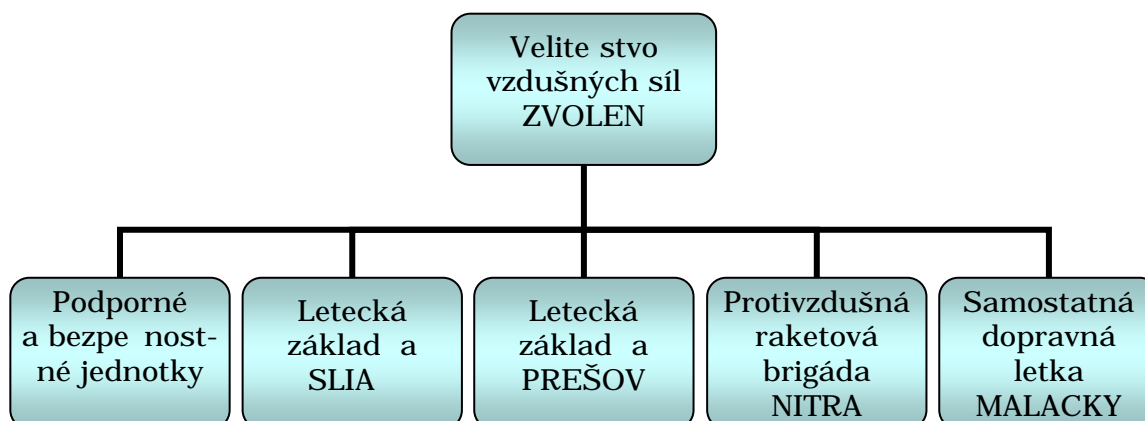 Velite stvo
vzdušných síl
ZVOLEN
Podporné
a bezpe nost-
né jednotky
Letecká
základ a
SLIA
Letecká
základ a
PREŠOV
Protivzdušná
raketová
brigáda
NITRA
Samostatná
dopravná
letka
MALACKY